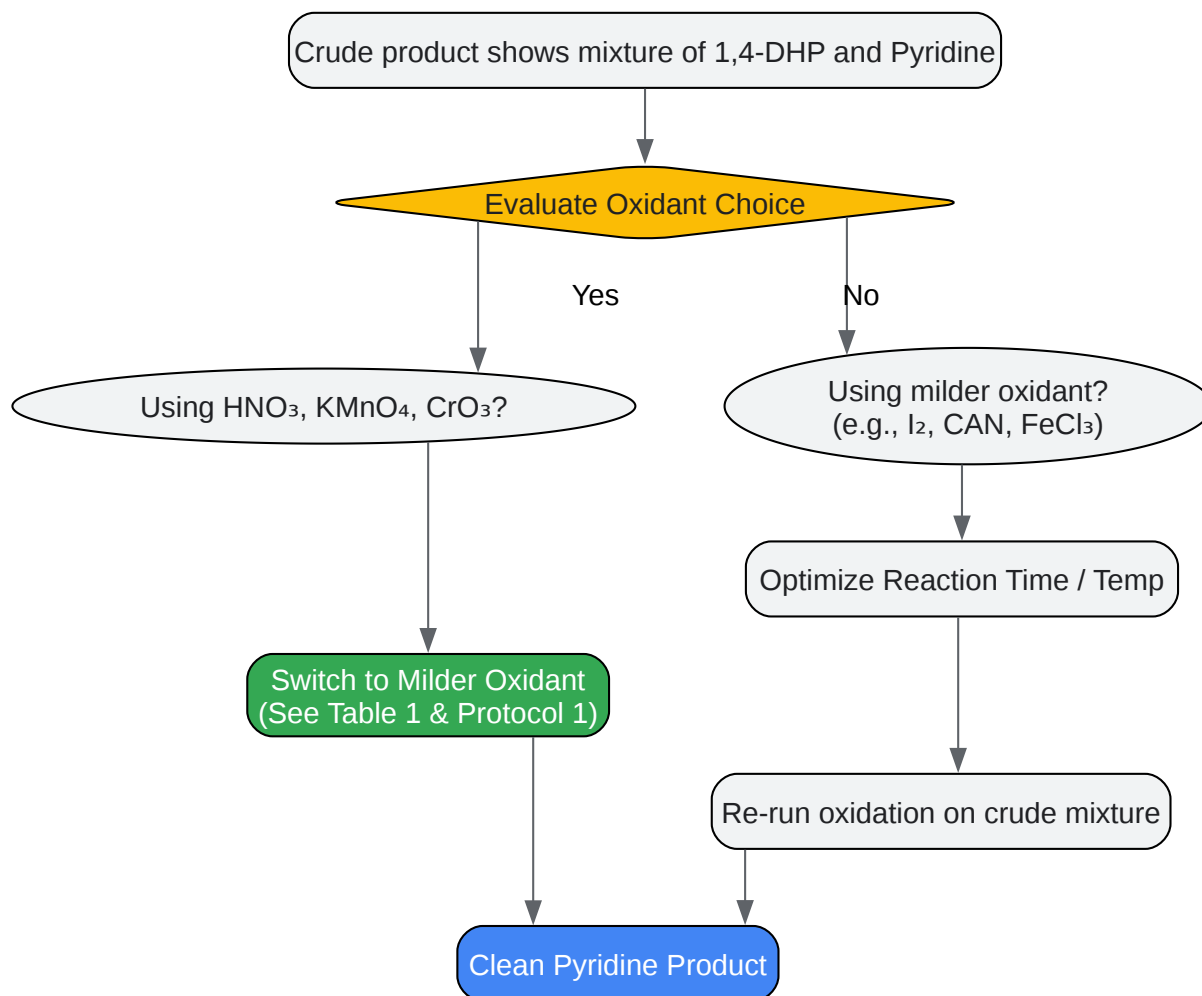 Crude product shows mixture of 1,4-DHP and Pyridine
Evaluate Oxidant Choice
Yes
No
Using HNO₃, KMnO₄, CrO₃?
Using milder oxidant?
(e.g., I₂, CAN, FeCl₃)
Optimize Reaction Time / Temp
Switch to Milder Oxidant
(See Table 1 & Protocol 1)
Re-run oxidation on crude mixture
Clean Pyridine Product